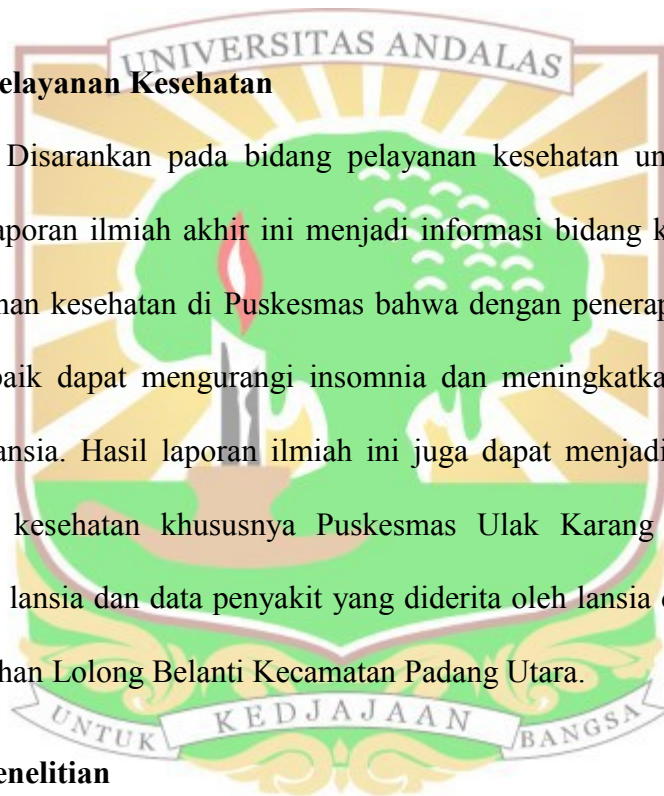 UNIVERSITAS ANDALAS
elayanan Kesehatan
Disarankan pada bidang pelayanan kesehatan un
aporan ilmiah akhir ini menjadi informasi bidang k
nan kesehatan di Puskesmas bahwa dengan penerap
baik dapat mengurangi insomnia dan meningkatka
ansia. Hasil laporan ilmiah ini juga dapat menjadi
kesehatan khususnya Puskesmas Ulak Karang
lansia dan data penyakit yang diderita oleh lansia
han Lolong Belanti Kecamatan Padang Utara.
UNTUK KEDJAJAAN BANGSA
enelitian